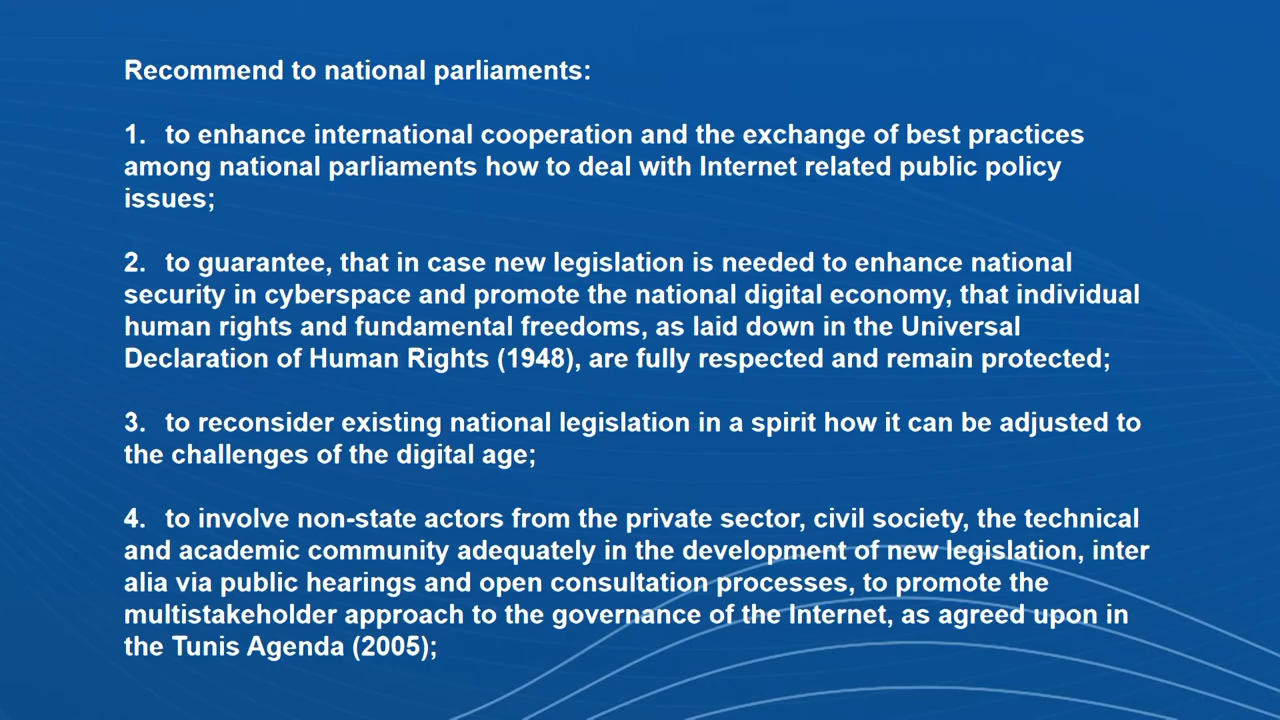 Recommend to national parliaments:
1. to enhance international cooperation and the exchange of best practices
among national parliaments how to deal with Internet related public policy
issues;
2. to guarantee, that in case new legislation is needed to enhance national
security in cyberspace and promote the national digital economy, that individual
human rights and fundamental freedoms, as laid down in the Universal
Declaration of Human Rights (1948), are fully respected and remain protected;
3. to reconsider existing national legislation in a spirit how it can be adjusted to
the challenges of the digital age;
4. to involve non-state actors from the private sector, civil society, the technical
and academic community adequately in the development of new legislation, inter
alia via public hearings and open consultation processes, to promote the
multistakeholder approach to the governance of the Internet, as agreed upon in
the Tunis Agenda (2005);